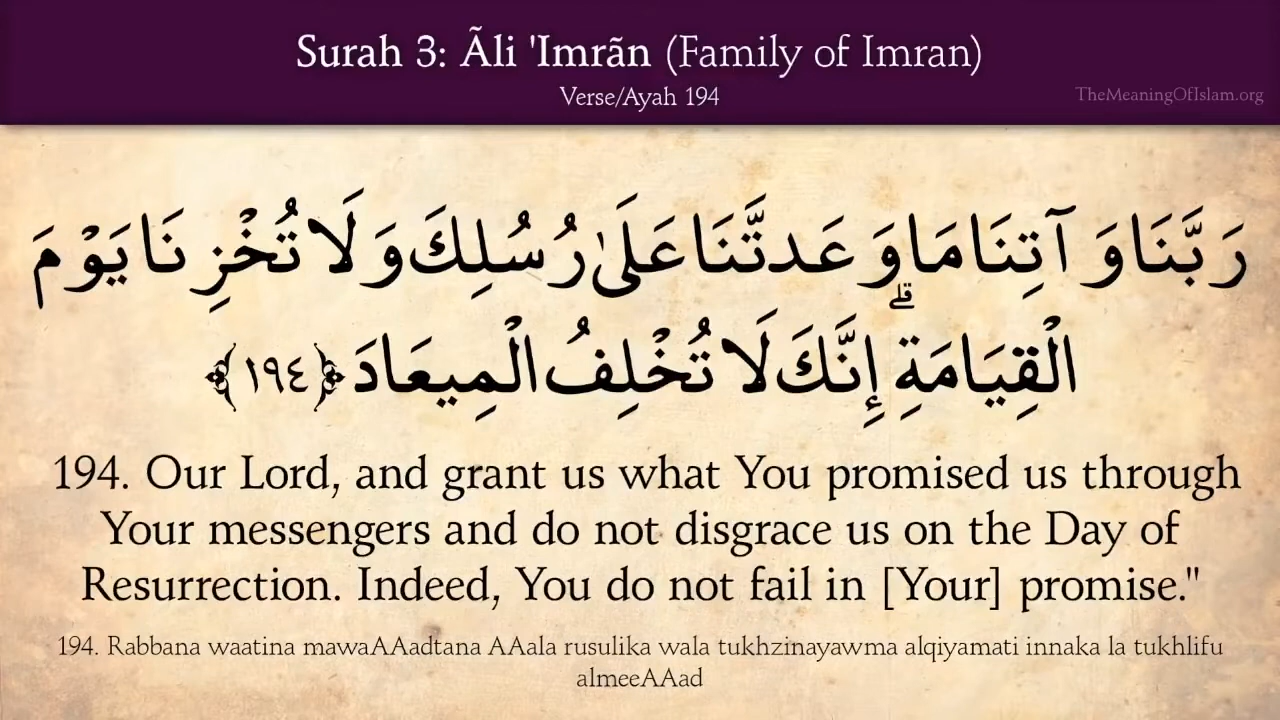 Surah 3: Ãli 'Imrãn (Family of Imran)
Verse/Ayah 194
TheMeaningOfIslam.org
رَبَّنَا وَآتِنَا مَا وَعَدتَّنَا عَلَىٰ رُسُلِكَ وَلَا تُخْزِنَا يَوْمَ
الْقِيَامَةِ ۗ إِنَّكَ لَا تُخْلِفُ الْمِيعَادَ ﴿١٩٤﴾
194. Our Lord, and grant us what You promised us through
Your messengers and do not disgrace us on the Day of
Resurrection. Indeed, You do not fail in [Your] promise."
194. Rabbana waatina mawaAAadtana AAala rusulika wala tukhzinayawma alqiyamati innaka la tukhlifu
almeeAAad